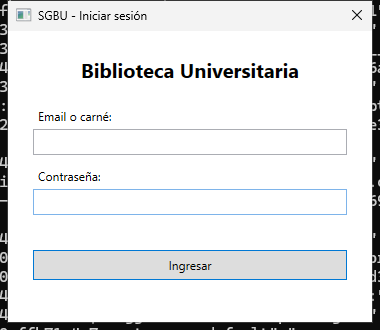 SGBU - Iniciar sesión
Biblioteca Universitaria
Email o carné:
Contraseña:
Ingresar